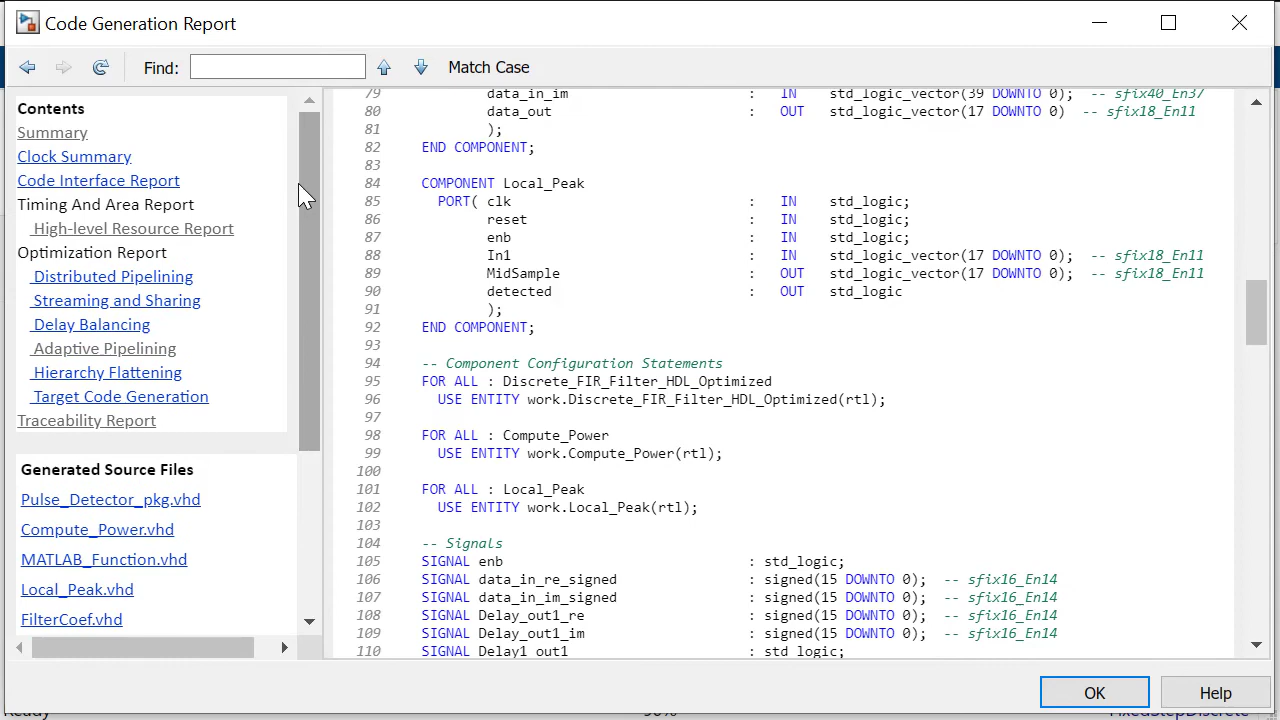 Code Generation Report
Find:
Match Case
Contents
Summary
Clock Summary
Code Interface Report
Timing And Area Report
High-level Resource Report
Optimization Report
Distributed Pipelining
Streaming and Sharing
Delay Balancing
Adaptive Pipelining
Hierarchy Flattening
Target Code Generation
Traceability Report
Generated Source Files
Pulse_Detector_pkg.vhd
Compute_Power.vhd
MATLAB_Function.vhd
Local_Peak.vhd
FilterCoef.vhd
79 data_in_im : IN std_logic_vector(39 DOWNTO 0); -- sfix40_En37
80 data_out : OUT std_logic_vector(17 DOWNTO 0) -- sfix18_En11
81 );
82 END COMPONENT;
83
84 COMPONENT Local_Peak
85 PORT( clk : IN std_logic;
86 reset : IN std_logic;
87 enb : IN std_logic;
88 In1 : IN std_logic_vector(17 DOWNTO 0); -- sfix18_En11
89 MidSample : OUT std_logic_vector(17 DOWNTO 0); -- sfix18_En11
90 detected : OUT std_logic
91 );
92 END COMPONENT;
93
94 -- Component Configuration Statements
95 FOR ALL : Discrete_FIR_Filter_HDL_Optimized
96 USE ENTITY work.Discrete_FIR_Filter_HDL_Optimized(rtl);
97
98 FOR ALL : Compute_Power
99 USE ENTITY work.Compute_Power(rtl);
100
101 FOR ALL : Local_Peak
102 USE ENTITY work.Local_Peak(rtl);
103
104 -- Signals
105 SIGNAL enb : std_logic;
106 SIGNAL data_in_re_signed : signed(15 DOWNTO 0); -- sfix16_En14
107 SIGNAL data_in_im_signed : signed(15 DOWNTO 0); -- sfix16_En14
108 SIGNAL Delay_out1_re : signed(15 DOWNTO 0); -- sfix16_En14
109 SIGNAL Delay_out1_im : signed(15 DOWNTO 0); -- sfix16_En14
110 SIGNAL Delay1_out1 : std_logic;
OK
Help
Ready
FixedStepDiscrete